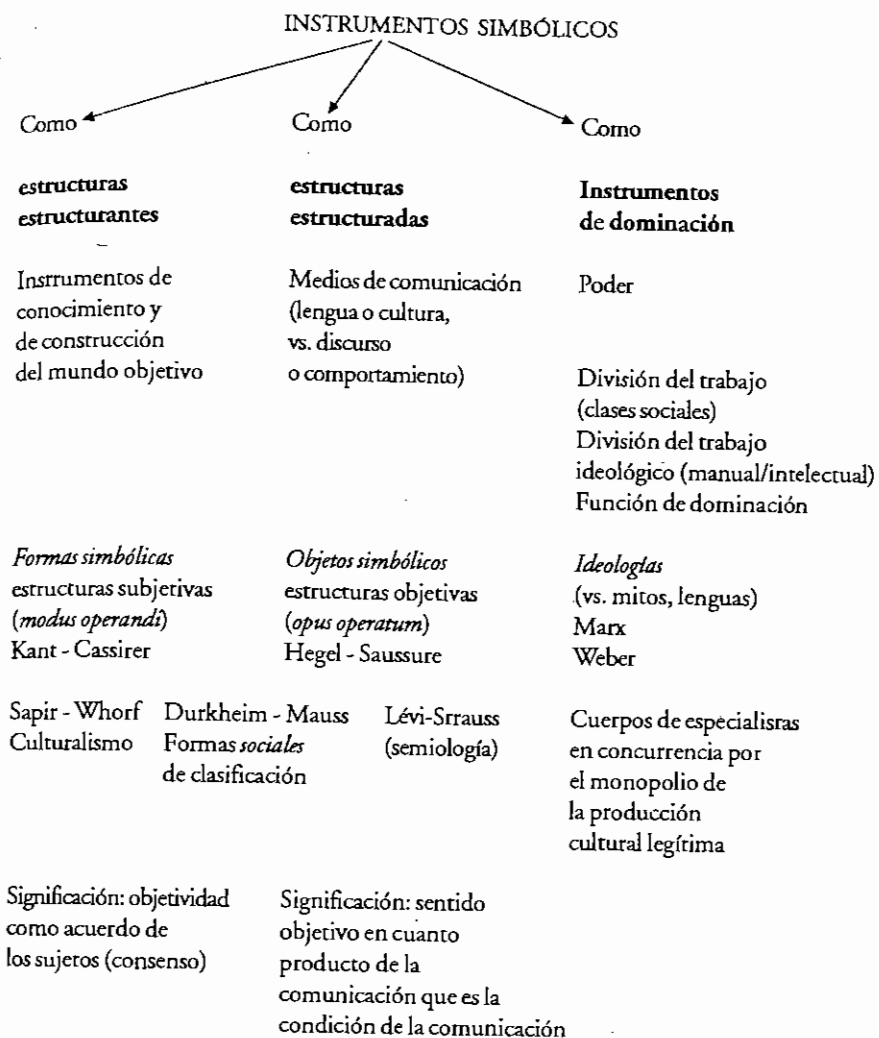 INSTRUMENTOS SIMBÓLICOS
Como
Como
Como
estructuras
estructurantes
estructuras
estructuradas
Instrumentos
de dominación
Instrumentos de
conocimiento y
de construcción
del mundo objetivo
Medios de comunicación
(lengua o cultura,
vs. discurso
o comportamiento)
Poder
División del trabajo
(clases sociales)
División del trabajo
ideológico (manual/intelectual)
Función de dominación
Formas simbólicas
estructuras subjetivas
(modus operandi)
Kant - Cassirer
Objetos simbólicos
estructuras objetivas
(opus operatum)
Hegel - Saussure
Ideologías
(vs. mitos, lenguas)
Marx
Weber
Sapir - Whorf
Culturalismo
Durkheim - Mauss
Formas sociales
de clasificación
Lévi-Strauss
(semiología)
Cuerpos de especialistas
en concurrencia por
el monopolio de
la producción
cultural legítima
Significación: objetividad
como acuerdo de
los sujetos (consenso)
Significación: sentido
objetivo en cuanto
producto de la
comunicación que es la
condición de la comunicación